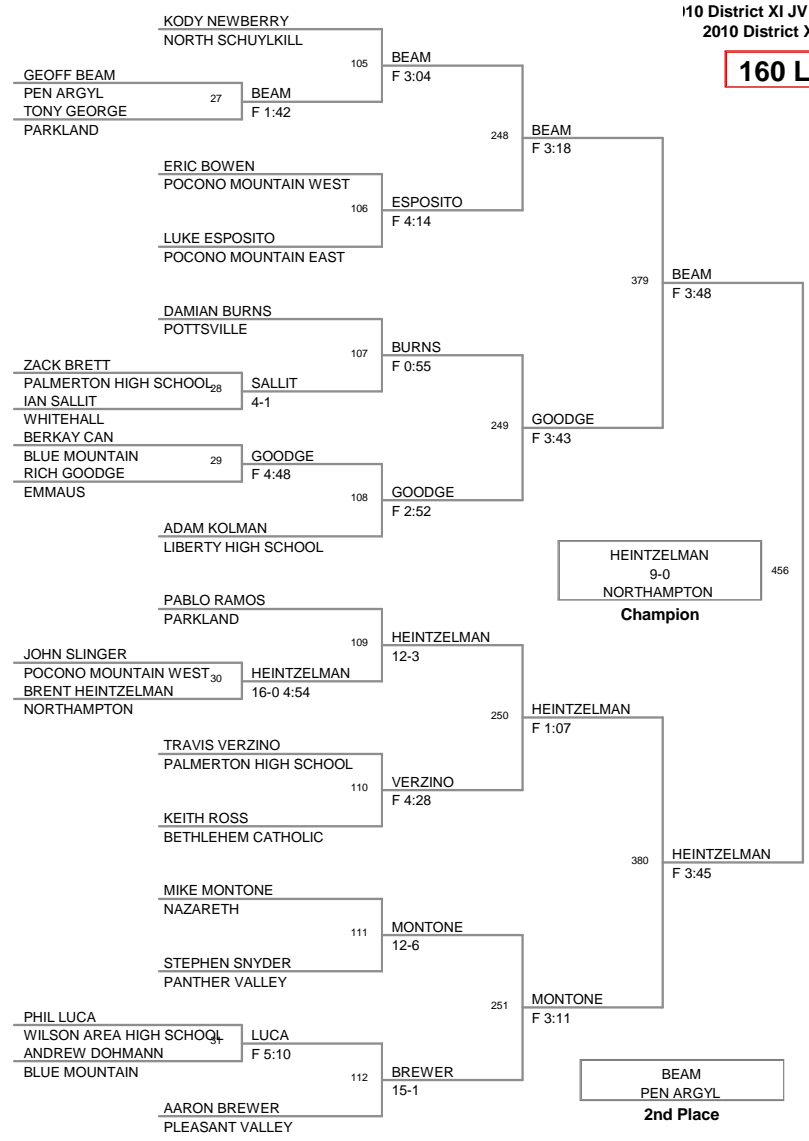 10 District XI JV
2010 District X
160 L
KODY NEWBERRY
NORTH SCHUYLKILL
105
BEAM
F 3:04
GEOFF BEAM
PEN ARGYL
27
BEAM
TONY GEORGE
F 1:42
PARKLAND
248
BEAM
F 3:18
ERIC BOWEN
POCONO MOUNTAIN WEST
106
ESPOSITO
F 4:14
LUKE ESPOSITO
POCONO MOUNTAIN EAST
379
BEAM
F 3:48
DAMIAN BURNS
POTTSVILLE
107
BURNS
F 0:55
ZACK BRETT
PALMERTON HIGH SCHOOL
28
SALLIT
IAN SALLIT
4-1
WHITEHALL
249
GOODGE
F 3:43
BERKAY CAN
BLUE MOUNTAIN
29
GOODGE
RICH GOODGE
F 4:48
EMMAUS
108
GOODGE
F 2:52
ADAM KOLMAN
LIBERTY HIGH SCHOOL
HEINTZELMAN
9-0
456
NORTHAMPTON
Champion
PABLO RAMOS
PARKLAND
109
HEINTZELMAN
12-3
JOHN SLINGER
POCONO MOUNTAIN WEST
30
HEINTZELMAN
BRENT HEINTZELMAN
16-0 4:54
NORTHAMPTON
250
HEINTZELMAN
F 1:07
TRAVIS VERZINO
PALMERTON HIGH SCHOOL
110
VERZINO
F 4:28
KEITH ROSS
BETHLEHEM CATHOLIC
380
HEINTZELMAN
F 3:45
MIKE MONTONE
NAZARETH
111
MONTONE
12-6
STEPHEN SNYDER
PANTHER VALLEY
251
MONTONE
F 3:11
PHIL LUCA
WILSON AREA HIGH SCHOOL
31
LUCA
ANDREW DOHMANN
F 5:10
BLUE MOUNTAIN
112
BREWER
15-1
AARON BREWER
PLEASANT VALLEY
BEAM
PEN ARGYL
2nd Place